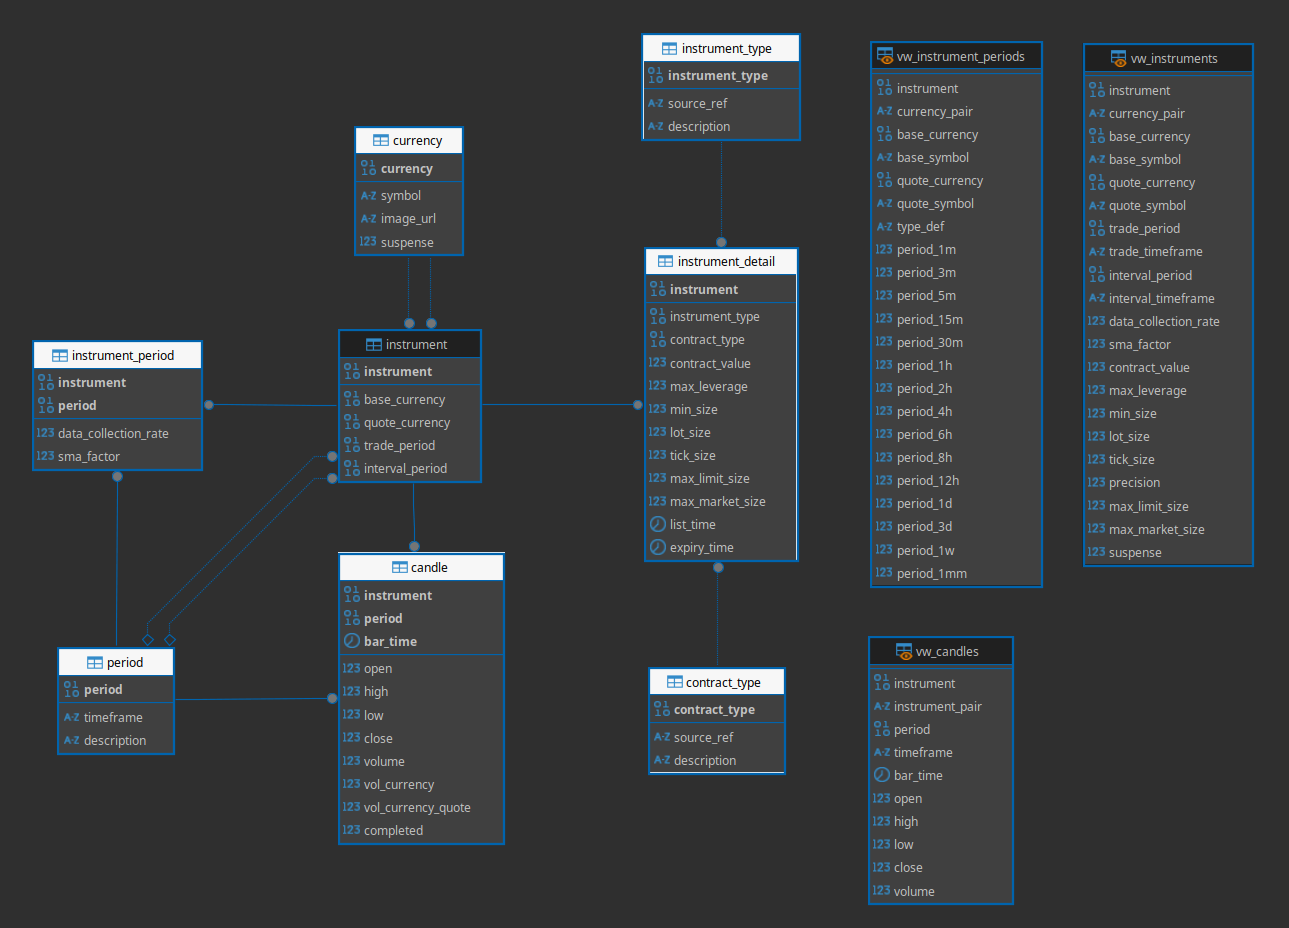 instrument_type
instrument_type
source_ref
description
currency
currency
symbol
image_url
suspense
instrument_period
instrument
period
data_collection_rate
sma_factor
instrument
instrument
base_currency
quote_currency
trade_period
interval_period
instrument_detail
instrument
instrument_type
contract_type
contract_value
max_leverage
min_size
lot_size
tick_size
max_limit_size
max_market_size
list_time
expiry_time
period
period
timeframe
description
candle
instrument
period
bar_time
open
high
low
close
volume
vol_currency
vol_currency_quote
completed
contract_type
contract_type
source_ref
description
vw_instrument_periods
instrument
currency_pair
base_currency
base_symbol
quote_currency
quote_symbol
type_def
period_1m
period_3m
period_5m
period_15m
period_30m
period_1h
period_2h
period_4h
period_6h
period_8h
period_12h
period_1d
period_3d
period_1w
period_1mm
vw_instruments
instrument
currency_pair
base_currency
base_symbol
quote_currency
quote_symbol
trade_period
trade_timeframe
interval_period
interval_timeframe
data_collection_rate
sma_factor
contract_value
max_leverage
min_size
lot_size
tick_size
precision
max_limit_size
max_market_size
suspense
vw_candles
instrument
instrument_pair
period
timeframe
bar_time
open
high
low
close
volume